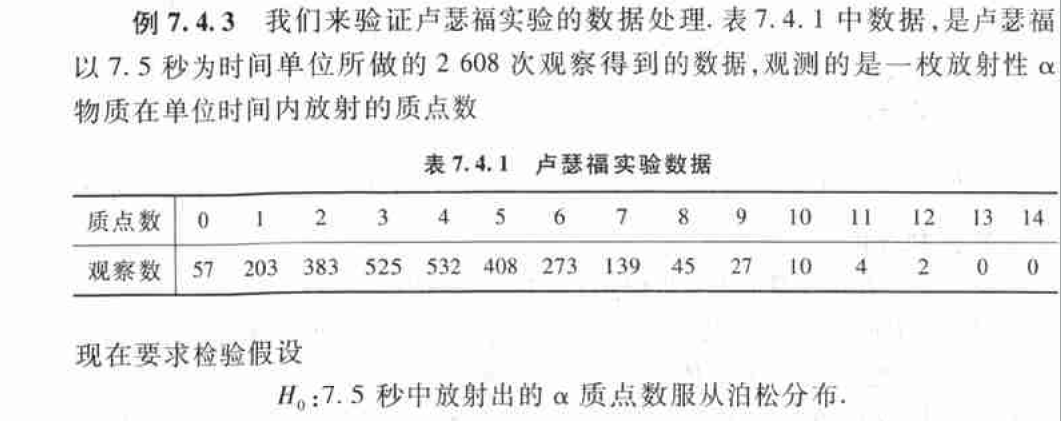 例 7.4.3 我们来验证卢瑟福实验的数据处理. 表 7.4.1 中数据,是卢瑟福
以 7.5 秒为时间单位所做的 2 608 次观察得到的数据,观测的是一枚放射性 α
物质在单位时间内放射的质点数
表 7.4.1 卢瑟福实验数据
质点数 0 1 2 3 4 5 6 7 8 9 10 11 12 13 14
观察数 57 203 383 525 532 408 273 139 45 27 10 4 2 0 0
现在要求检验假设
H₀:7.5 秒中放射出的 α 质点数服从泊松分布.